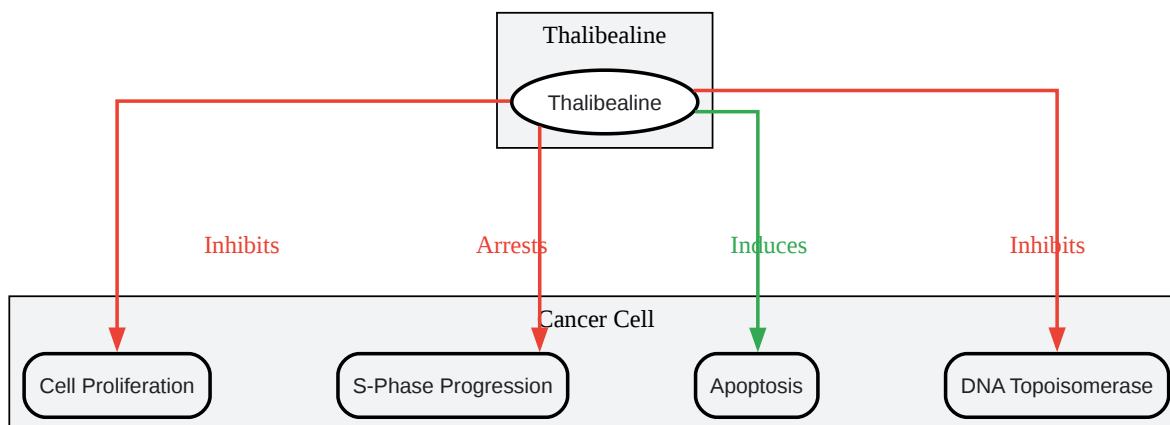 Thalibealine
Thalibealine
Inhibits
Arrests
Induces
Inhibits
Cancer Cell
Cell Proliferation
S-Phase Progression
Apoptosis
DNA Topoisomerase